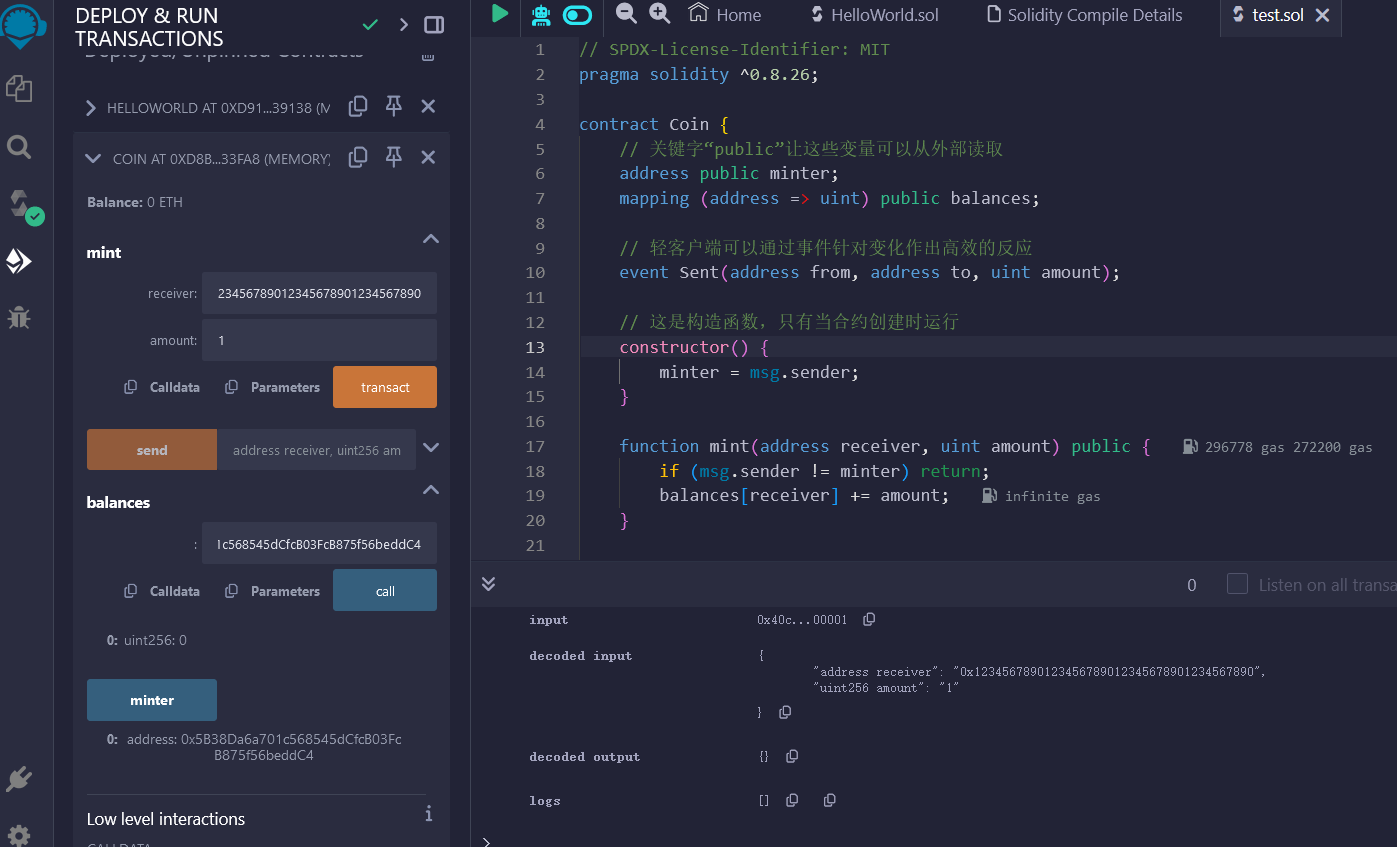 DEPLOY & RUN
TRANSACTIONS
Deployed/Unpinned Contracts
HELLOWORLD AT 0XD91...39138 (M
COIN AT 0XD8B...33FA8 (MEMORY)
Balance: 0 ETH
mint
receiver: 23456789012345678901234567890
amount: 1
Calldata Parameters transact
send address receiver, uint256 am
balances
: 1c568545dCfcB03FcB875f56beddC4
Calldata Parameters call
0: uint256: 0
minter
0: address: 0x5B38Da6a701c568545dCfcB03Fc
B875f56beddC4
Low level interactions i
CALLDATA
Home HelloWorld.sol Solidity Compile Details test.sol
1 // SPDX-License-Identifier: MIT
2 pragma solidity ^0.8.26;
3
4 contract Coin {
5 // 关键字“public”让这些变量可以从外部读取
6 address public minter;
7 mapping (address => uint) public balances;
8
9 // 轻客户端可以通过事件针对变化作出高效的反应
10 event Sent(address from, address to, uint amount);
11
12 // 这是构造函数，只有当合约创建时运行
13 constructor() {
14 minter = msg.sender;
15 }
16
17 function mint(address receiver, uint amount) public { 296778 gas 272200 gas
18 if (msg.sender != minter) return;
19 balances[receiver] += amount; infinite gas
20 }
21
0 Listen on all transa
input 0x40c...00001
decoded input {
"address receiver": "0x1234567890123456789012345678901234567890",
"uint256 amount": "1"
}
decoded output {}
logs []
>